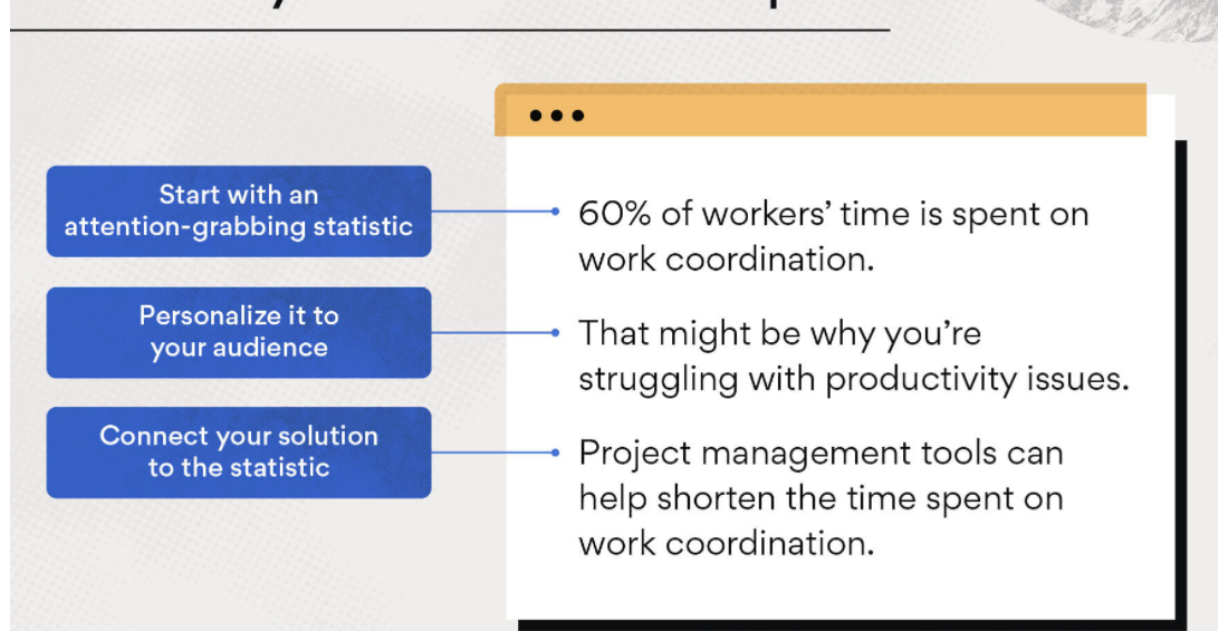 Start with an
attention-grabbing statistic
60% of workers’ time is spent on
work coordination.
Personalize it to
your audience
That might be why you’re
struggling with productivity issues.
Connect your solution
to the statistic
Project management tools can
help shorten the time spent on
work coordination.